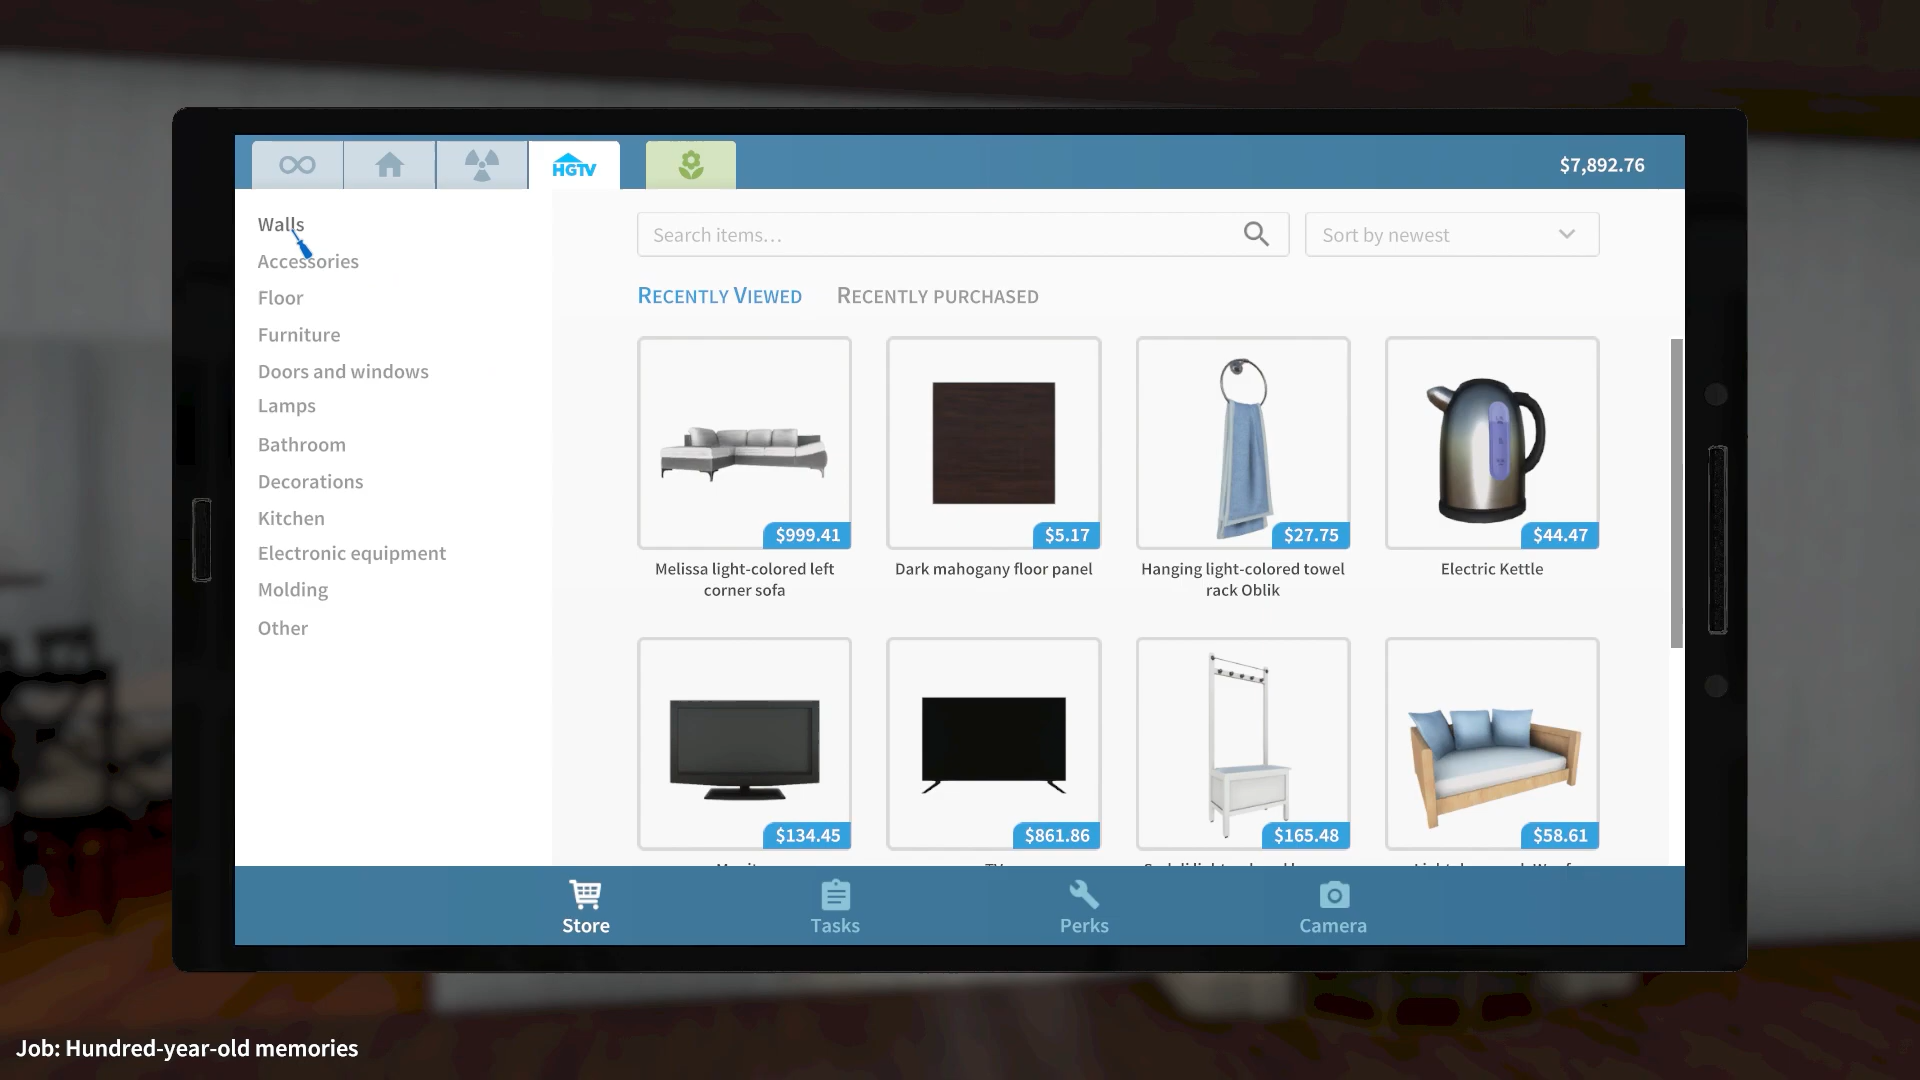 HGTV
$7,892.76
Walls
Accessories
Floor
Furniture
Doors and windows
Lamps
Bathroom
Decorations
Kitchen
Electronic equipment
Molding
Other
Search items...
Sort by newest
RECENTLY VIEWED
RECENTLY PURCHASED
$999.41
$5.17
$27.75
$44.47
Melissa light-colored left
corner sofa
Dark mahogany floor panel
Hanging light-colored towel
rack Oblik
Electric Kettle
$134.45
$861.86
$165.48
$58.61
Store
Tasks
Perks
Camera
Job: Hundred-year-old memories